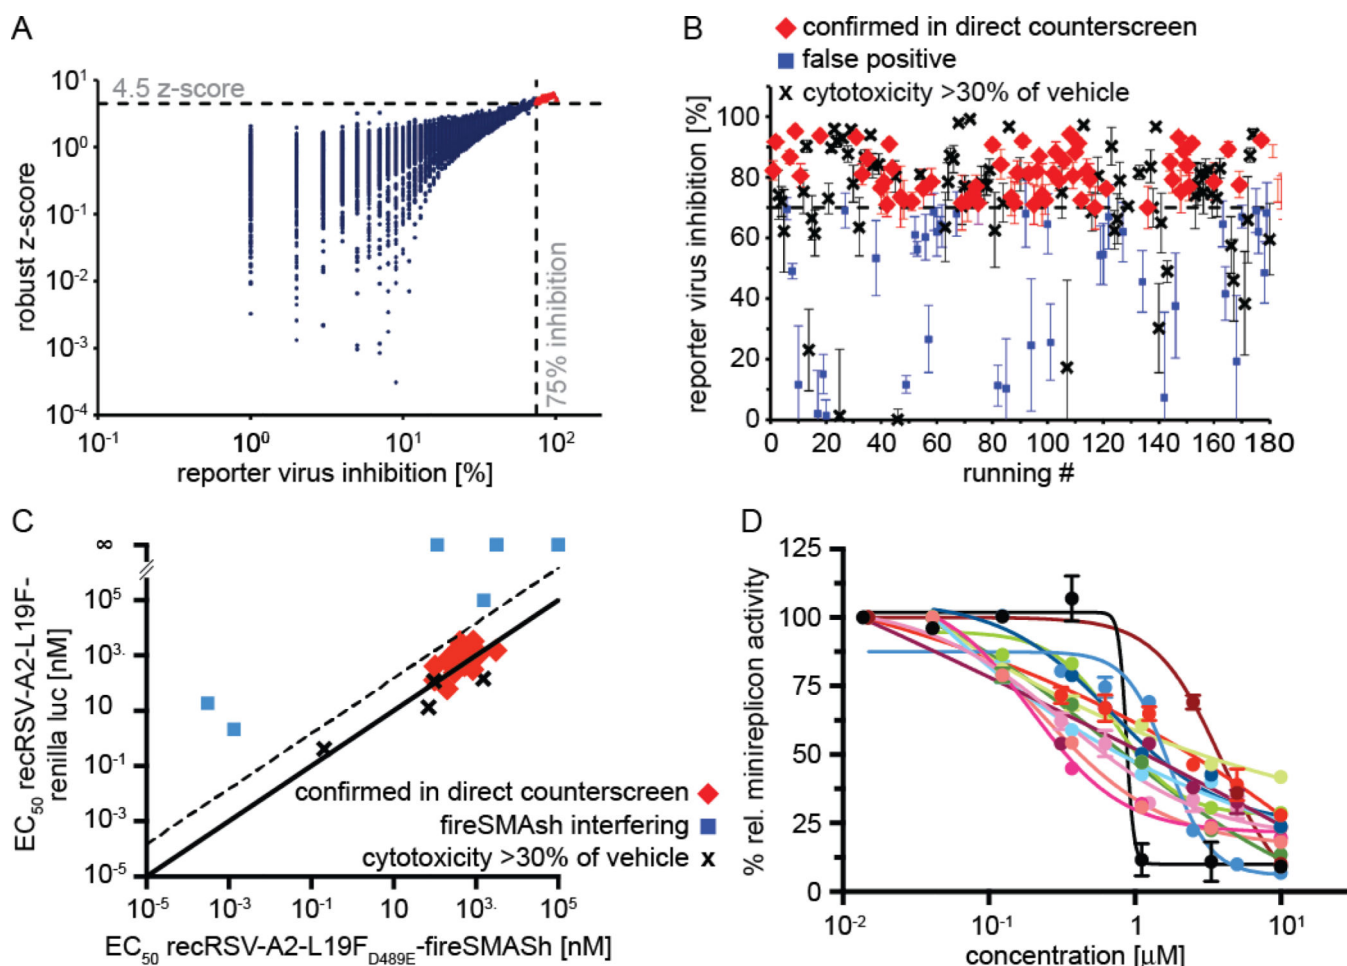 A
10¹
4.5 z-score
10⁰
10⁻¹
10⁻²
10⁻³
10⁻⁴
robust z-score
75% inhibition
10⁻¹ 10⁰ 10¹ 10²
reporter virus inhibition [%]
B
confirmed in direct counterscreen
false positive
cytotoxicity >30% of vehicle
100
80
60
40
20
0
reporter virus inhibition [%]
0 20 40 60 80 100 120 140 160 180
running #
C
∞
10⁵
10³·
10
10⁻¹
10⁻³
10⁻⁵
EC₅₀ recRSV-A2-L19F-
renilla luc [nM]
confirmed in direct counterscreen
fireSMAsh interfering
cytotoxicity >30% of vehicle
10⁻⁵ 10⁻³ 10⁻¹ 10 10³· 10⁵
EC₅₀ recRSV-A2-L19F_D489E-fireSMASh [nM]
D
125
100
75
50
25
0
% rel. minireplicon activity
10⁻² 10⁻¹ 1 10¹
concentration [µM]